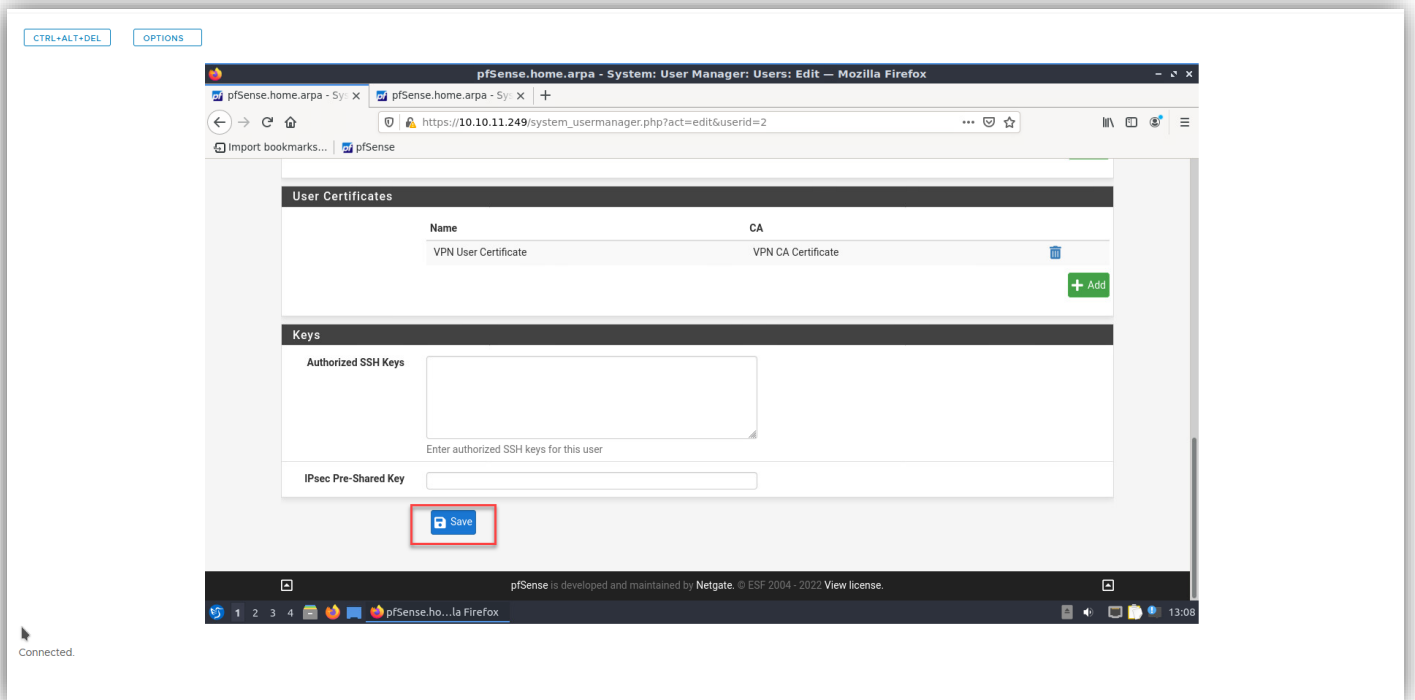 CTRL+ALT+DEL OPTIONS
pfSense.home.arpa - System: User Manager: Users: Edit — Mozilla Firefox
pfSense.home.arpa - Sys pfSense.home.arpa - Sys
https://10.10.11.249/system_usermanager.php?act=edit&userid=2
Import bookmarks... pfSense
User Certificates
Name CA
VPN User Certificate VPN CA Certificate
Add
Keys
Authorized SSH Keys
Enter authorized SSH keys for this user
IPsec Pre-Shared Key
Save
pfSense is developed and maintained by Netgate. © ESF 2004 - 2022 View license.
1 2 3 4 pfSense.ho...la Firefox 13:08
Connected.